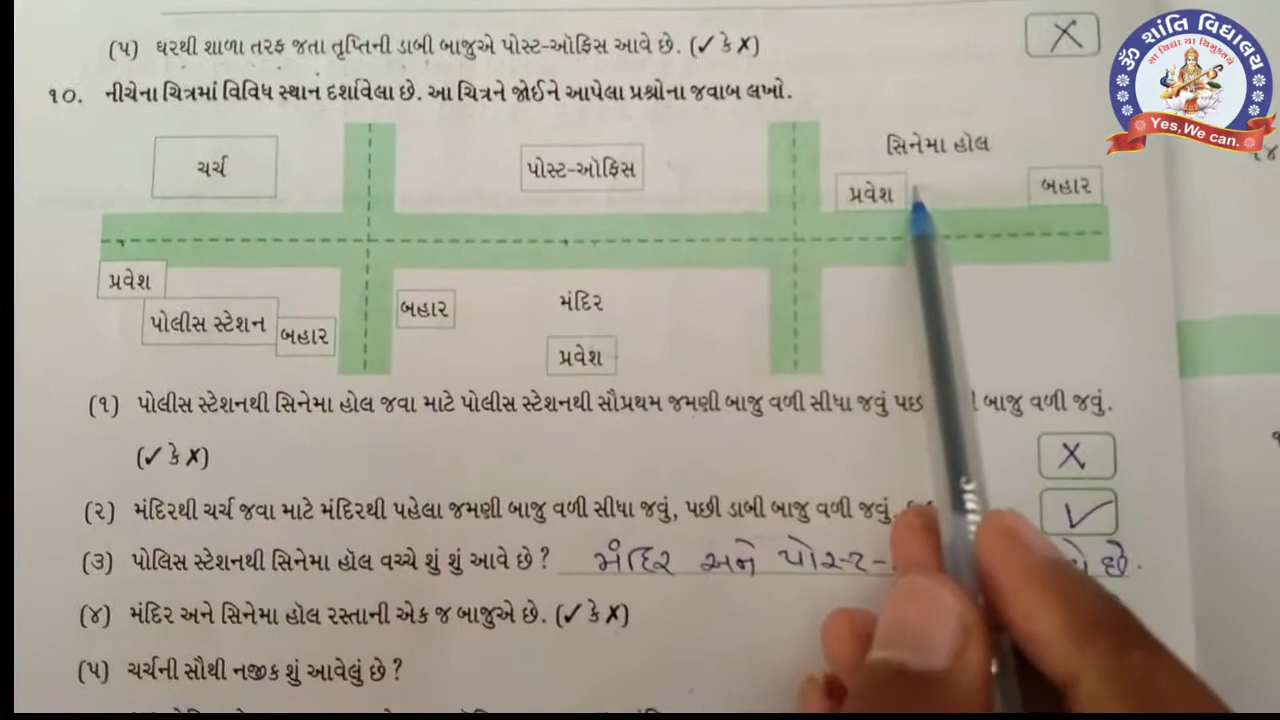 (૫) ઘરથી શાળા તરફ જતા તૃપ્તિની ડાબી બાજુએ પોસ્ટ-ઑફિસ આવે છે. (✓ કે ✗) X
ૐ શાંતિ વિદ્યાલય
સા વિદ્યા યા વિમુક્તયે
Yes, We can.
૧૦. નીચેના ચિત્રમાં વિવિધ સ્થાન દર્શાવેલા છે. આ ચિત્રને જોઈને આપેલા પ્રશ્નોના જવાબ લખો.
૧૪
ચર્ચ
પોસ્ટ-ઑફિસ
સિનેમા હૉલ
પ્રવેશ
બહાર
પ્રવેશ
પોલીસ સ્ટેશન
બહાર
બહાર
મંદિર
પ્રવેશ
(૧) પોલીસ સ્ટેશનથી સિનેમા હોલ જવા માટે પોલીસ સ્ટેશનથી સૌપ્રથમ જમણી બાજુ વળી સીધા જવું પછ બાજુ વળી જવું.
(✓ કે ✗) X
(૨) મંદિરથી ચર્ચ જવા માટે મંદિરથી પહેલા જમણી બાજુ વળી સીધા જવું, પછી ડાબી બાજુ વળી જવું. ✓
(૩) પોલિસ સ્ટેશનથી સિનેમા હૉલ વચ્ચે શું શું આવે છે? મંદિર અને પોસ્ટ- છે.
(૪) મંદિર અને સિનેમા હૉલ રસ્તાની એક જ બાજુએ છે. (✓ કે ✗)
(૫) ચર્ચની સૌથી નજીક શું આવેલું છે?